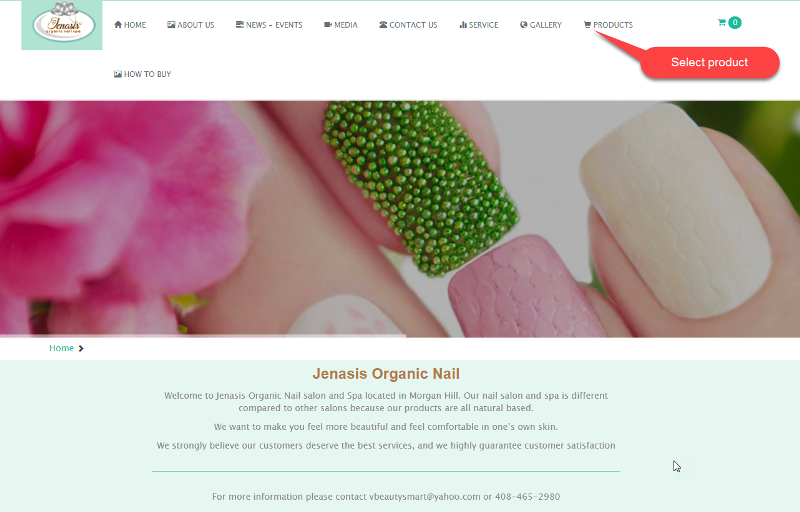 Jenasis
organic nail spa
HOME ABOUT US NEWS – EVENTS MEDIA CONTACT US SERVICE GALLERY PRODUCTS 0
Select product
HOW TO BUY
Home
Jenasis Organic Nail
Welcome to Jenasis Organic Nail salon and Spa located in Morgan Hill. Our nail salon and spa is different
compared to other salons because our products are all natural based.
We want to make you feel more beautiful and feel comfortable in one's own skin.
We strongly believe our customers deserve the best services, and we highly guarantee customer satisfaction
For more information please contact vbeautysmart@yahoo.com or 408-465-2980